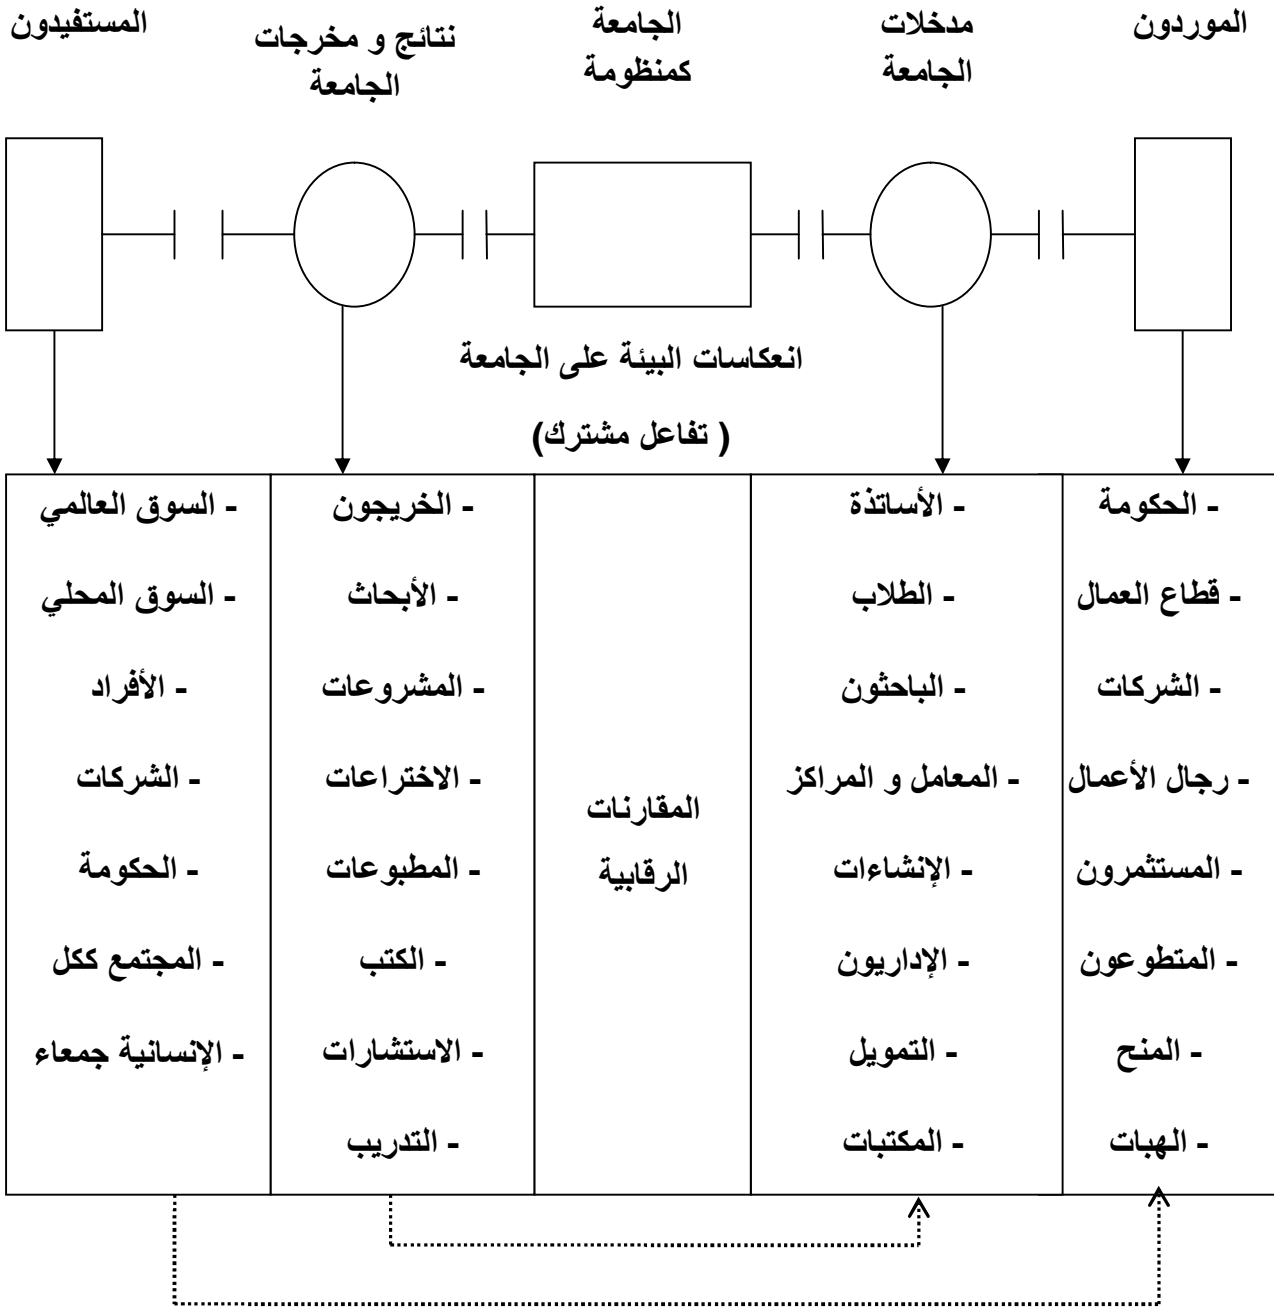 الموردون
مدخلات
الجامعة
الجامعة
كمنظومة
نتائج و مخرجات
الجامعة
المستفيدون
انعكاسات البيئة على الجامعة
( تفاعل مشترك)
- الحكومة
- قطاع العمال
- الشركات
- رجال الأعمال
- المستثمرون
- المتطوعون
- المنح
- الهبات
- الأساتذة
- الطلاب
- الباحثون
- المعامل و المراكز
- الإنشاءات
- الإداريون
- التمويل
- المكتبات
المقارنات
الرقابية
- الخريجون
- الأبحاث
- المشروعات
- الاختراعات
- المطبوعات
- الكتب
- الاستشارات
- التدريب
- السوق العالمي
- السوق المحلي
- الأفراد
- الشركات
- الحكومة
- المجتمع ككل
- الإنسانية جمعاء